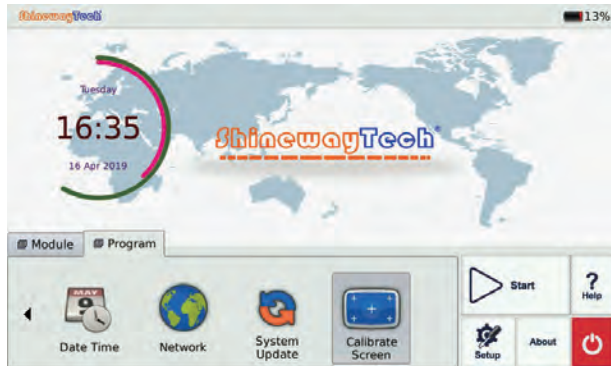 ShinewayTech
13%
Tuesday
16:35
16 Apr 2019
ShinewayTech®
Module
Program
MAY
9
Date Time
Network
System
Update
Calibrate
Screen
Start
?
Help
Setup
About